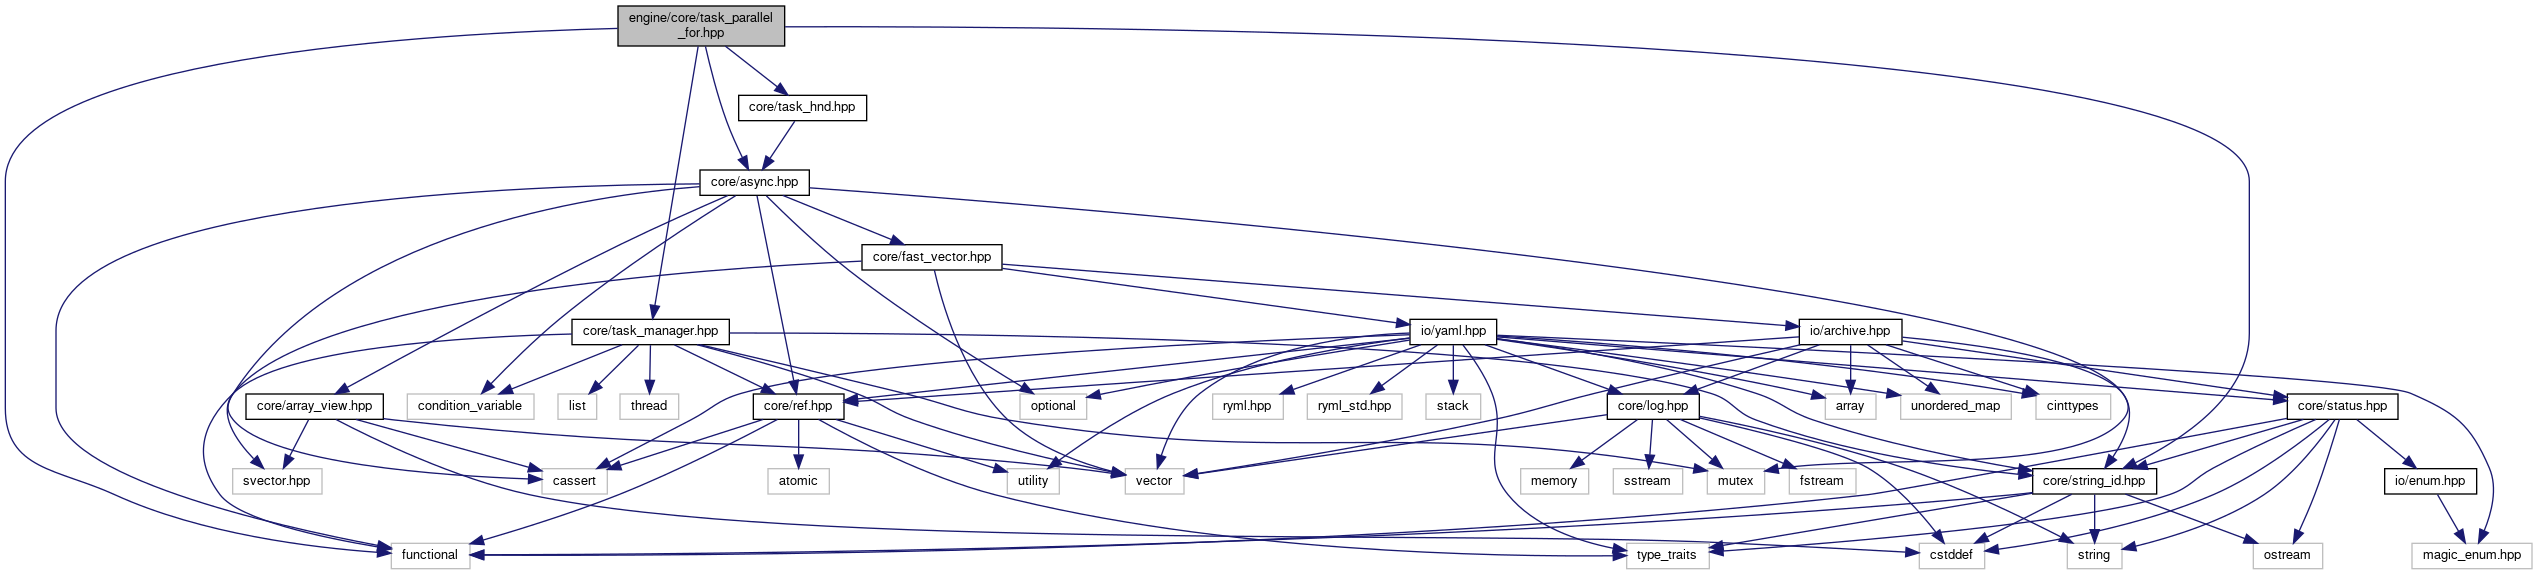 engine/core/task_parallel
_for.hpp
core/task_hnd.hpp
core/async.hpp
core/fast_vector.hpp
core/task_manager.hpp
io/yaml.hpp
io/archive.hpp
core/array_view.hpp
condition_variable
list
thread
core/ref.hpp
optional
ryml.hpp
ryml_std.hpp
stack
core/log.hpp
array
unordered_map
cinttypes
core/status.hpp
svector.hpp
cassert
atomic
utility
vector
memory
sstream
mutex
fstream
core/string_id.hpp
io/enum.hpp
functional
type_traits
cstddef
string
ostream
magic_enum.hpp